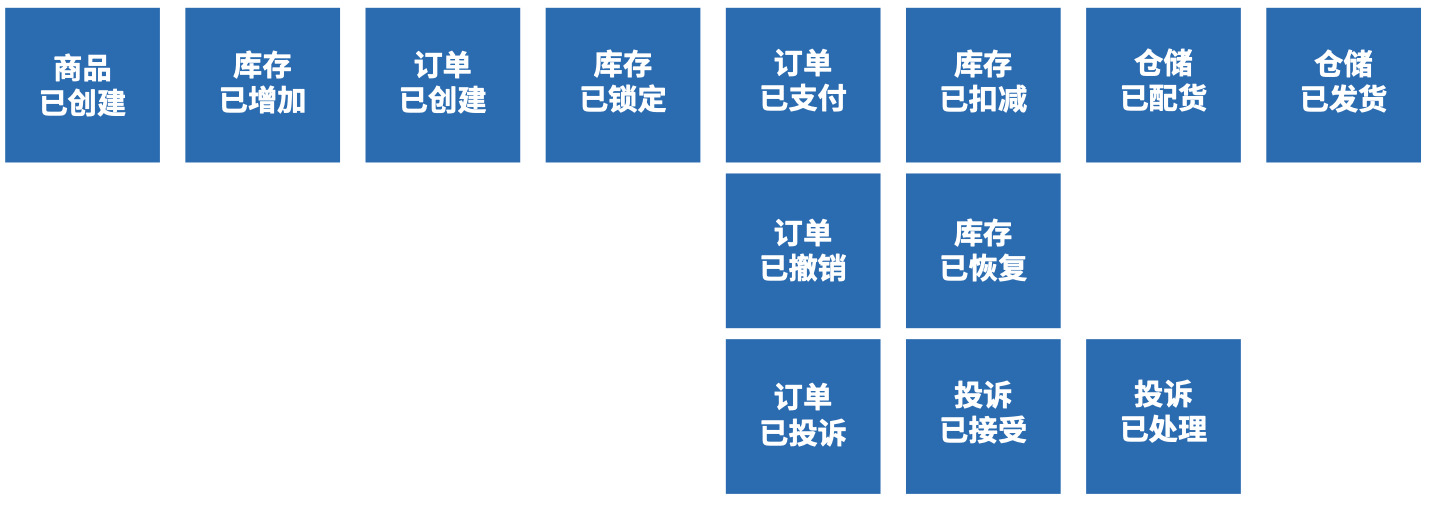 商品
已创建
库存
已增加
订单
已创建
库存
已锁定
订单
已支付
库存
已扣减
仓储
已配货
仓储
已发货
订单
已撤销
库存
已恢复
订单
已投诉
投诉
已接受
投诉
已处理